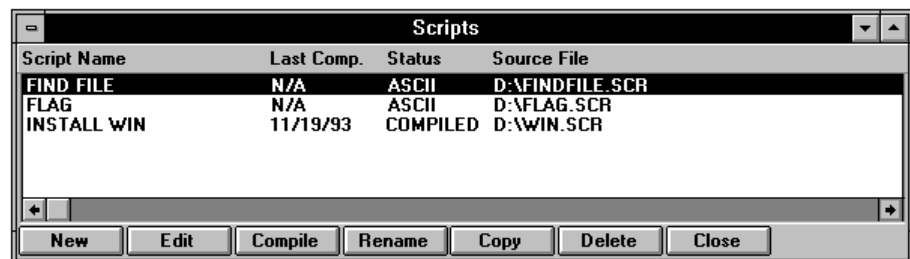 Scripts
Script Name Last Comp. Status Source File
FIND FILE N/A ASCII D:\FINDFILE.SCR
FLAG N/A ASCII D:\FLAG.SCR
INSTALL WIN 11/19/93 COMPILED D:\WIN.SCR
New Edit Compile Rename Copy Delete Close